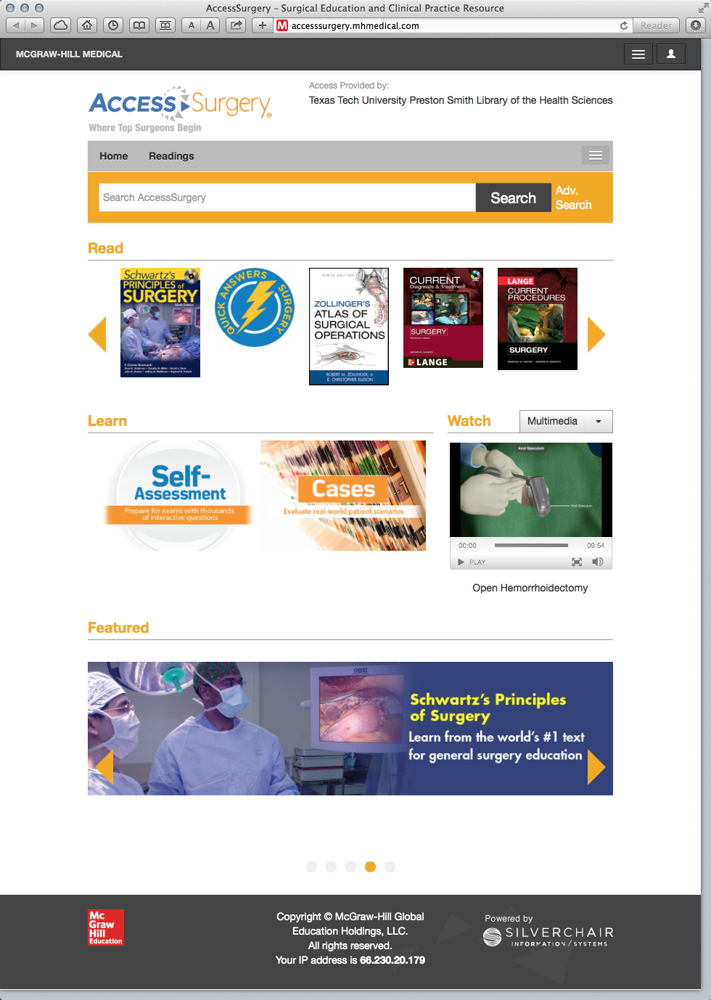 AccessSurgery – Surgical Education and Clinical Practice Resource
A A
accesssurgery.mhmedical.com
Reader
MCGRAW-HILL MEDICAL
ACCESS Surgery®
Where Top Surgeons Begin
Access Provided by:
Texas Tech University Preston Smith Library of the Health Sciences
Home Readings
Search AccessSurgery
Search
Adv.
Search
Read
Schwartz's
PRINCIPLES of
SURGERY
Ninth Edition
QUICK ANSWERS
SURGERY
NINTH EDITION
ZOLLINGER'S
ATLAS OF
SURGICAL
OPERATIONS
ROBERT M. ZOLLINGER, Jr.
E. CHRISTOPHER ELLISON
CURRENT
Diagnosis & Treatment
SURGERY
LANGE
LANGE
CURRENT
PROCEDURES
SURGERY
Learn
Self-
ASSESSMENT
Prepare for exams with thousands
of interactive questions
Cases
Evaluate real-world patient scenarios
Watch
Multimedia
Anal Speculum
Anal Speculum
00:00
09:54
PLAY
Open Hemorrhoidectomy
Featured
STORZ
Schwartz's Principles
of Surgery
Learn from the world's #1 text
for general surgery education
Mc
Graw
Hill
Education
Copyright © McGraw-Hill Global
Education Holdings, LLC.
All rights reserved.
Your IP address is 66.230.20.179
Powered by
SILVERCHAIR
INFORMATION / SYSTEMS